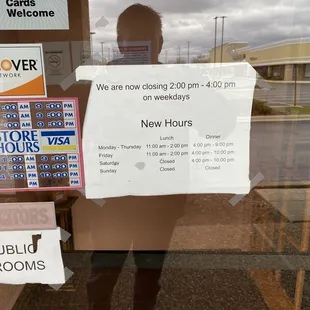 Cards
Welcome
OVER
NETWORK
We are now closing 2:00 pm - 4:00 pm
on weekdays
New Hours
Lunch Dinner
Monday - Thursday 11:00 am - 2:00 pm 4:00 pm - 9:00 pm
Friday 11:00 am - 2:00 pm 4:00 pm - 10:00 pm
Saturday Closed 4:00 pm - 10:00 pm
Sunday Closed Closed
STORE
HOURS
VISA
UBLIC
ROOMS